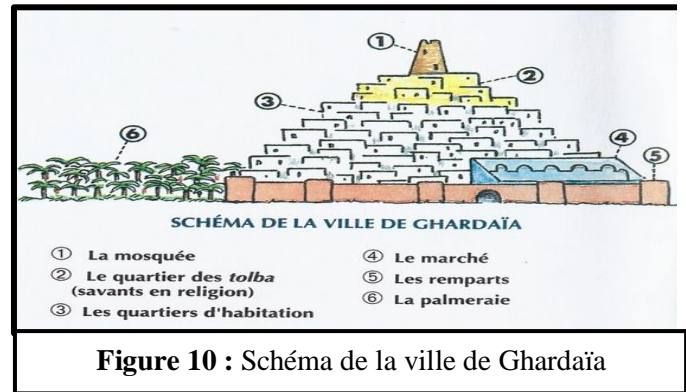 ①
②
③
④
⑤
⑥
SCHÉMA DE LA VILLE DE GHARDAÏA
① La mosquée
② Le quartier des tolba
(savants en religion)
③ Les quartiers d'habitation
④ Le marché
⑤ Les remparts
⑥ La palmeraie
Figure 10 : Schéma de la ville de Ghardaïa